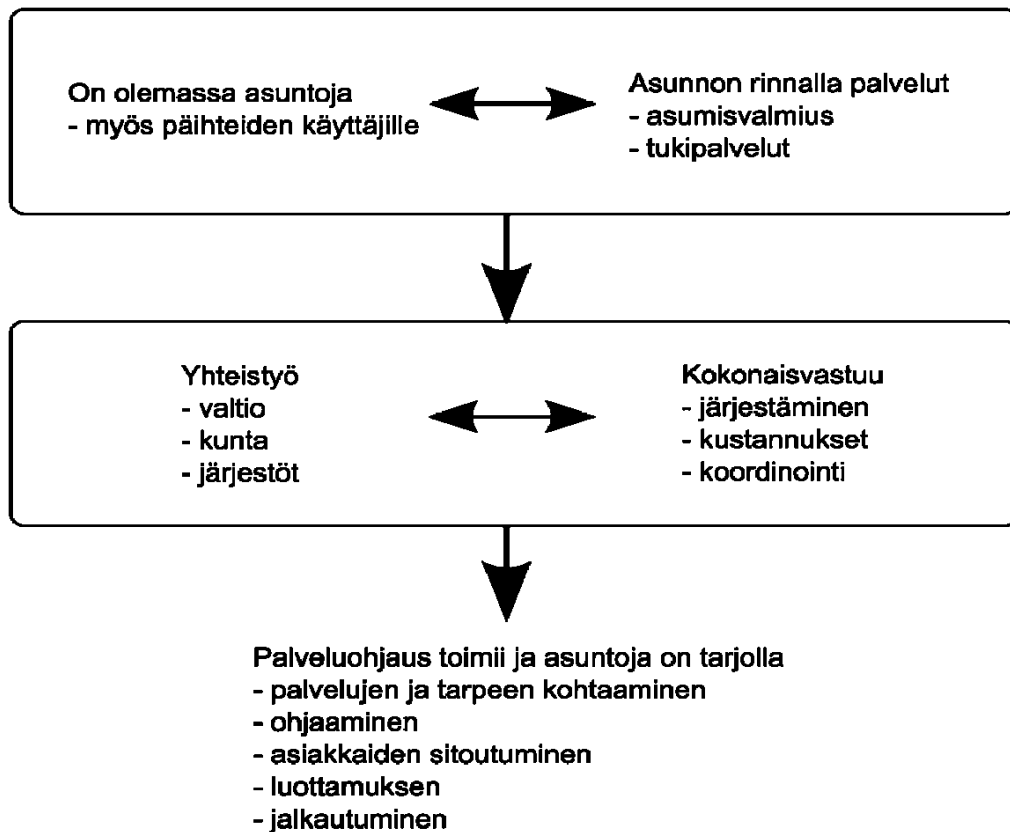 On olemassa asuntoja
- myös päihteiden käyttäjille
Asunnon rinnalla palvelut
- asumisvalmius
- tukipalvelut
Yhteistyö
- valtio
- kunta
- järjestöt
Kokonaisvastuu
- järjestäminen
- kustannukset
- koordinointi
Palveluohjaus toimii ja asuntoja on tarjolla
- palvelujen ja tarpeen kohtaaminen
- ohjaaminen
- asiakkaiden sitoutuminen
- luottamuksen
- jalkautuminen